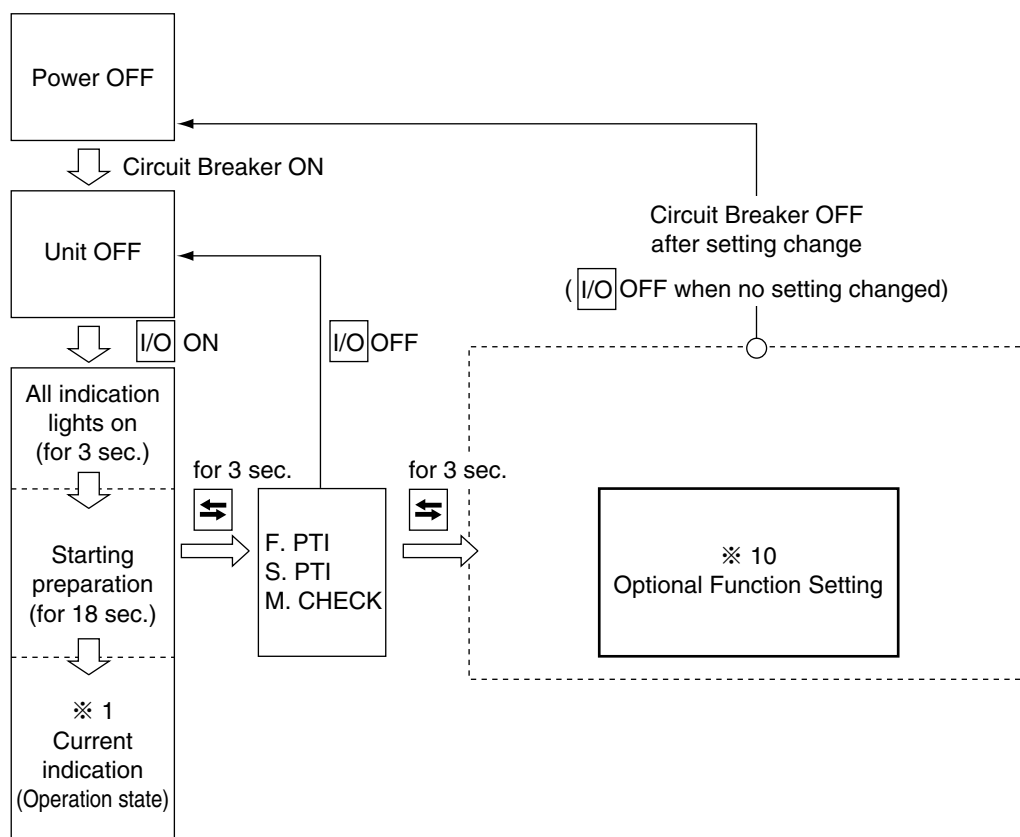 Power OFF
Circuit Breaker ON
Unit OFF
I/O ON
I/O OFF
Circuit Breaker OFF
after setting change
( I/O OFF when no setting changed)
All indication
lights on
(for 3 sec.)
for 3 sec.
for 3 sec.
Starting
preparation
(for 18 sec.)
F. PTI
S. PTI
M. CHECK
※ 10
Optional Function Setting
※ 1
Current
indication
(Operation state)